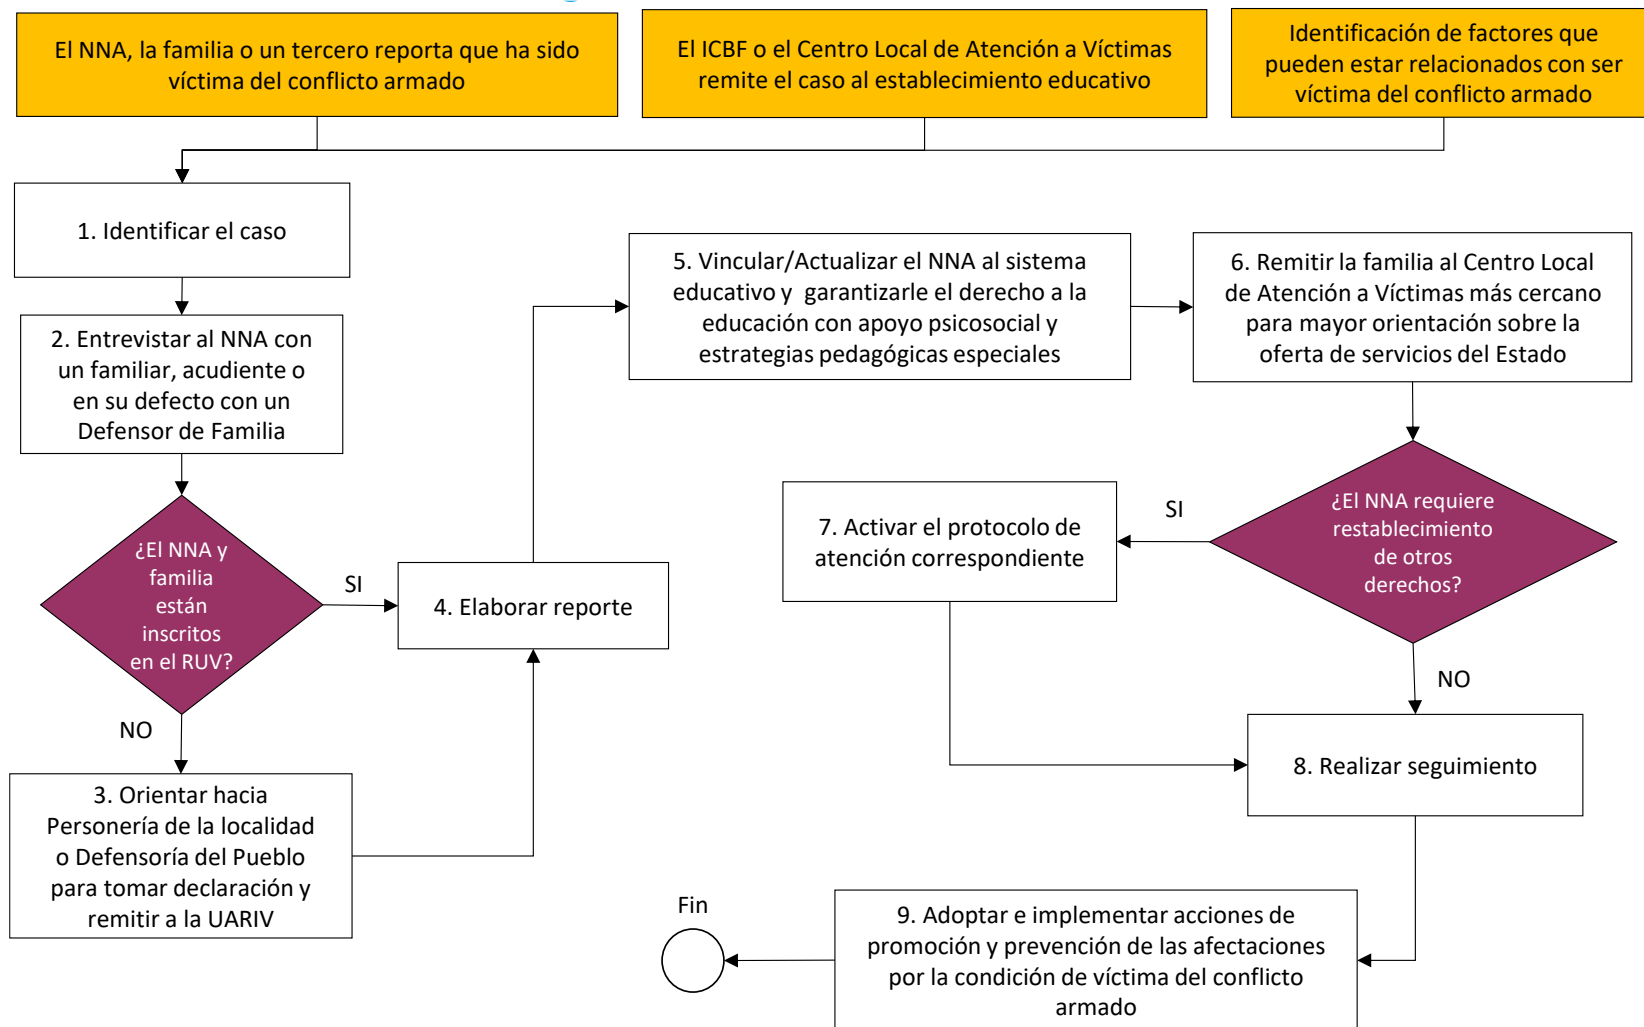 El NNA, la familia o un tercero reporta que ha sido
víctima del conflicto armado
El ICBF o el Centro Local de Atención a Víctimas
remite el caso al establecimiento educativo
Identificación de factores que
pueden estar relacionados con ser
víctima del conflicto armado
1. Identificar el caso
2. Entrevistar al NNA con
un familiar, acudiente o
en su defecto con un
Defensor de Familia
¿El NNA y
familia
están
inscritos
en el RUV?
SI
NO
3. Orientar hacia
Personería de la localidad
o Defensoría del Pueblo
para tomar declaración y
remitir a la UARIV
4. Elaborar reporte
5. Vincular/Actualizar el NNA al sistema
educativo y garantizarle el derecho a la
educación con apoyo psicosocial y
estrategias pedagógicas especiales
6. Remitir la familia al Centro Local
de Atención a Víctimas más cercano
para mayor orientación sobre la
oferta de servicios del Estado
¿El NNA requiere
restablecimiento
de otros
derechos?
SI
NO
7. Activar el protocolo de
atención correspondiente
8. Realizar seguimiento
9. Adoptar e implementar acciones de
promoción y prevención de las afectaciones
por la condición de víctima del conflicto
armado
Fin